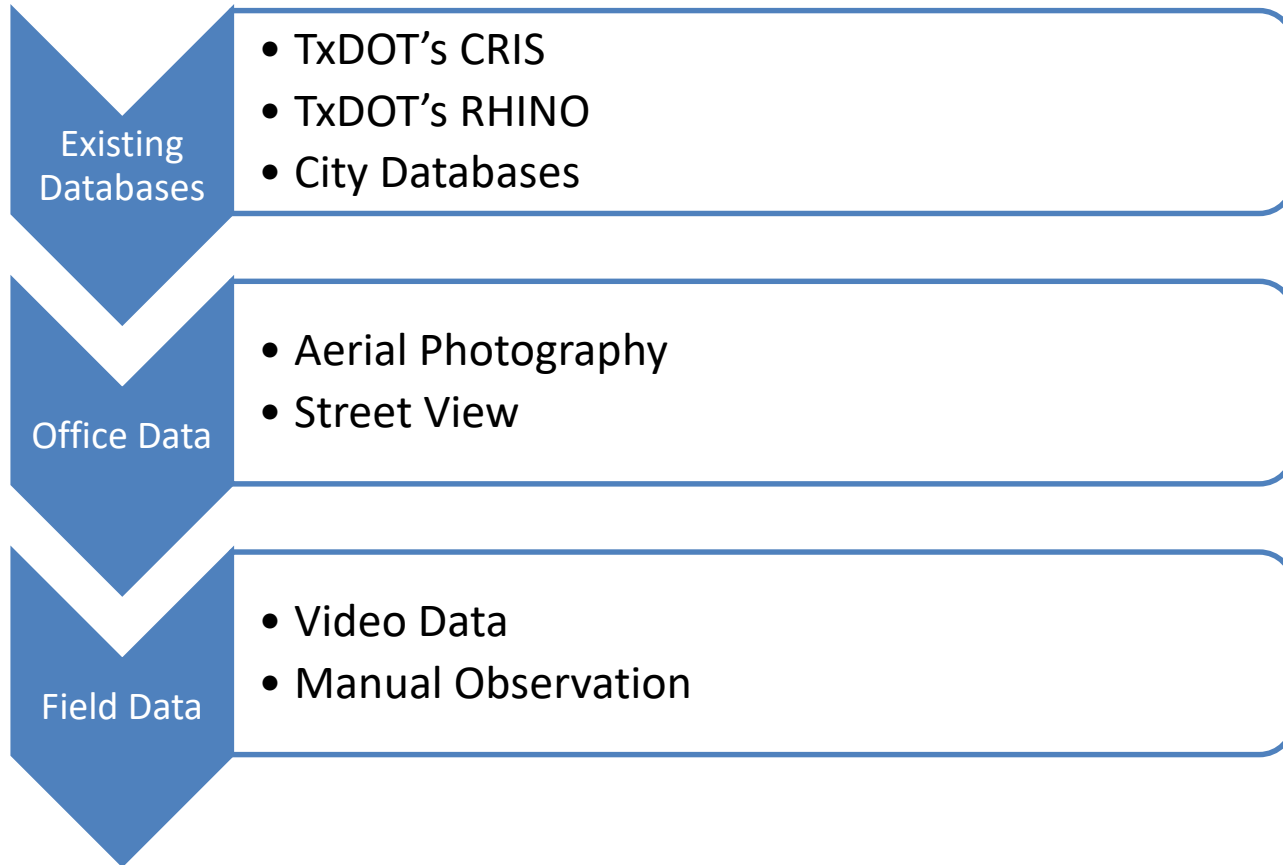 Existing
Databases
• TxDOT’s CRIS
• TxDOT’s RHINO
• City Databases
Office Data
• Aerial Photography
• Street View
Field Data
• Video Data
• Manual Observation